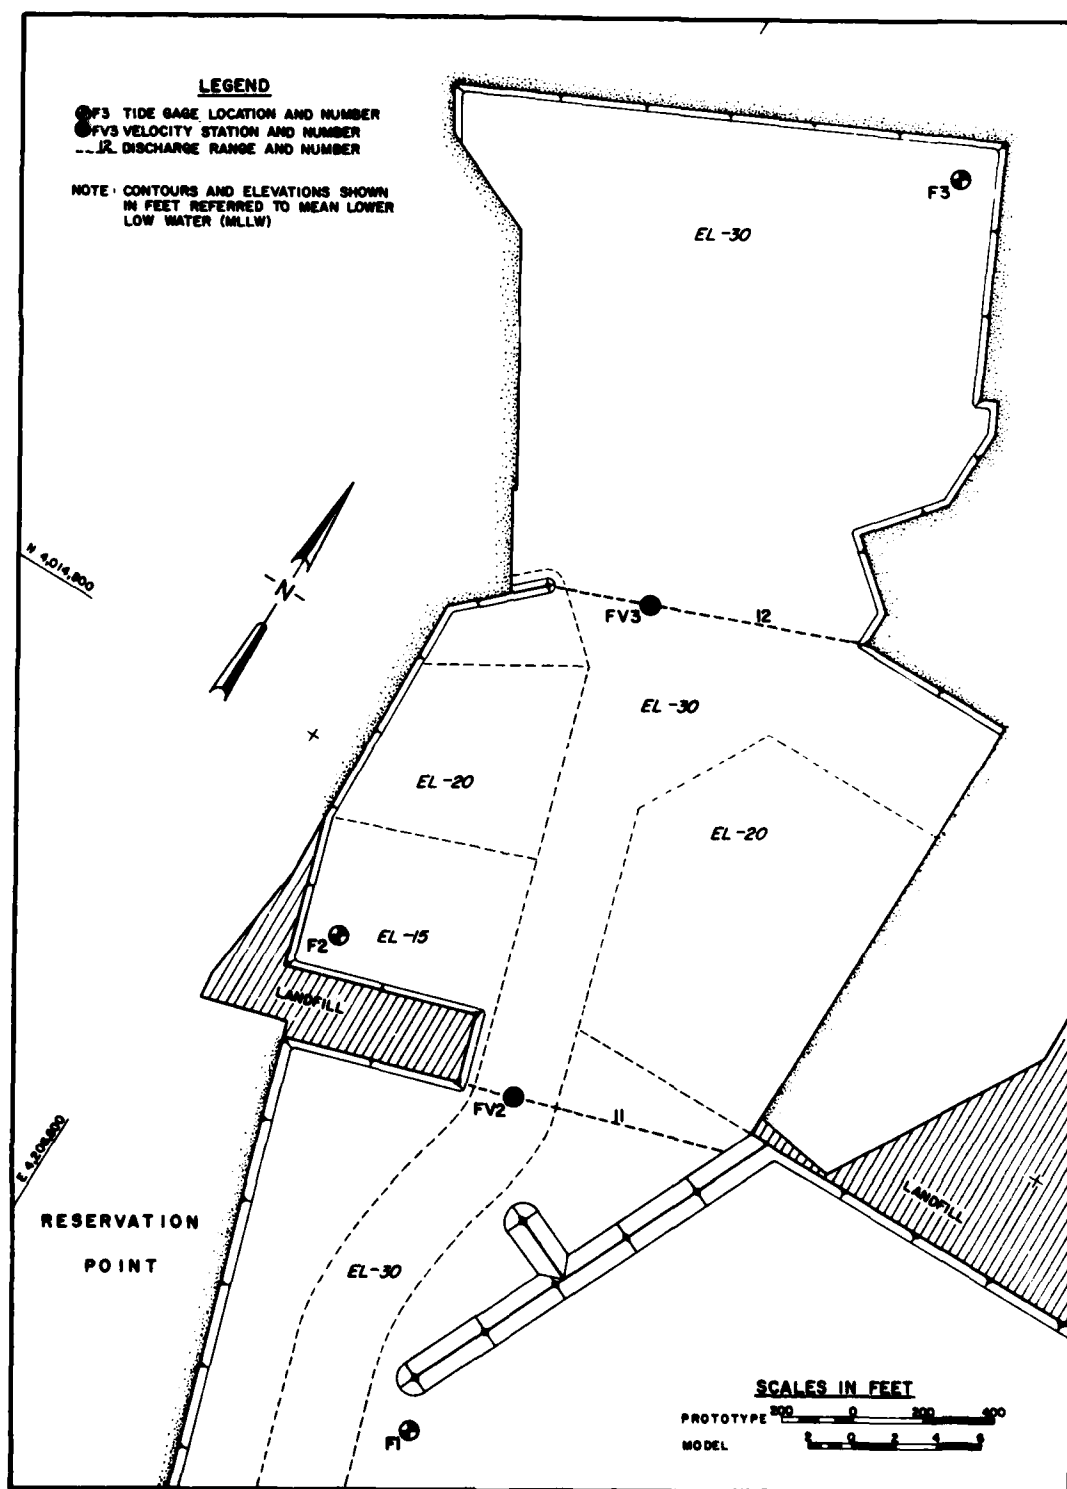 LEGEND
F3 TIDE GAGE LOCATION AND NUMBER
FV3 VELOCITY STATION AND NUMBER
12 DISCHARGE RANGE AND NUMBER
NOTE: CONTOURS AND ELEVATIONS SHOWN
IN FEET REFERRED TO MEAN LOWER
LOW WATER (MLLW)
F3
EL -30
N 4,014,800
-N-
FV3
12
EL -30
EL -20
EL -20
F2
EL -15
LANDFILL
FV2
11
E 4,206,800
LANDFILL
RESERVATION
POINT
EL -30
SCALES IN FEET
PROTOTYPE 200 0 200 400
MODEL 2 0 2 4 6
F1